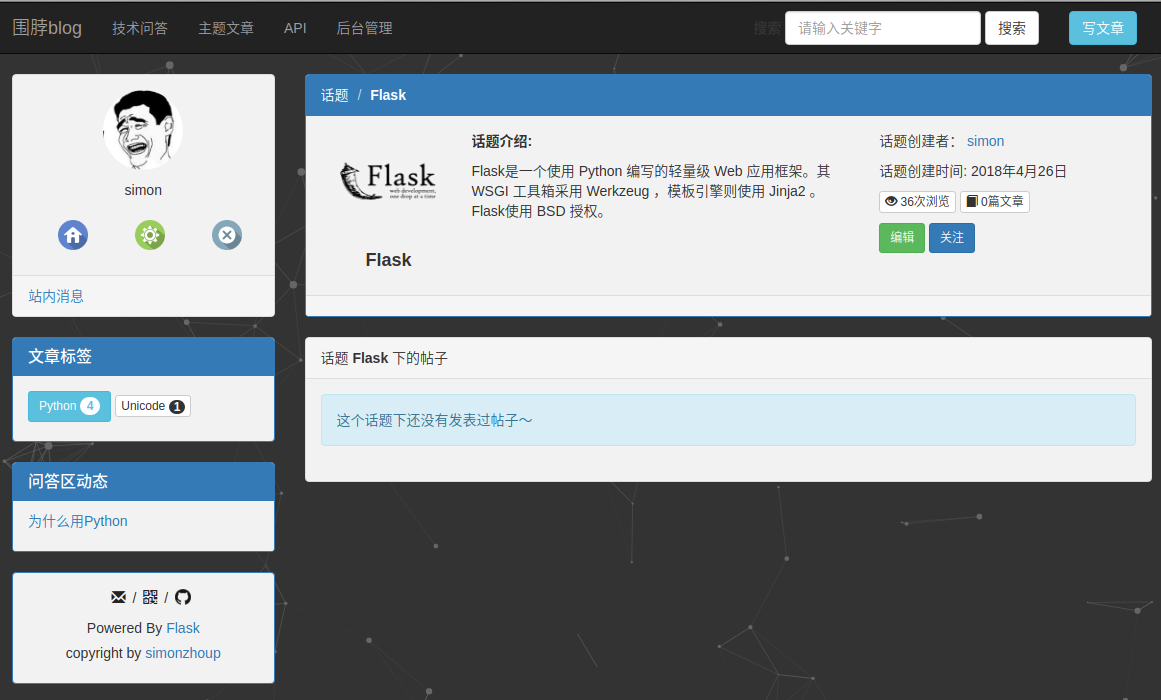 围脖blog 技术问答 主题文章 API 后台管理 搜索 请输入关键字 搜索 写文章
simon
站内消息
文章标签
Python 4 Unicode 1
问答区动态
为什么用Python
/ /
Powered By Flask
copyright by simonzhoup
话题 / Flask
Flask
web development,
one drop at a time
Flask
话题介绍:
Flask是一个使用 Python 编写的轻量级 Web 应用框架。其
WSGI 工具箱采用 Werkzeug ，模板引擎则使用 Jinja2 。
Flask使用 BSD 授权。
话题创建者： simon
话题创建时间: 2018年4月26日
36次浏览 0篇文章
编辑 关注
话题 Flask 下的帖子
这个话题下还没有发表过帖子～